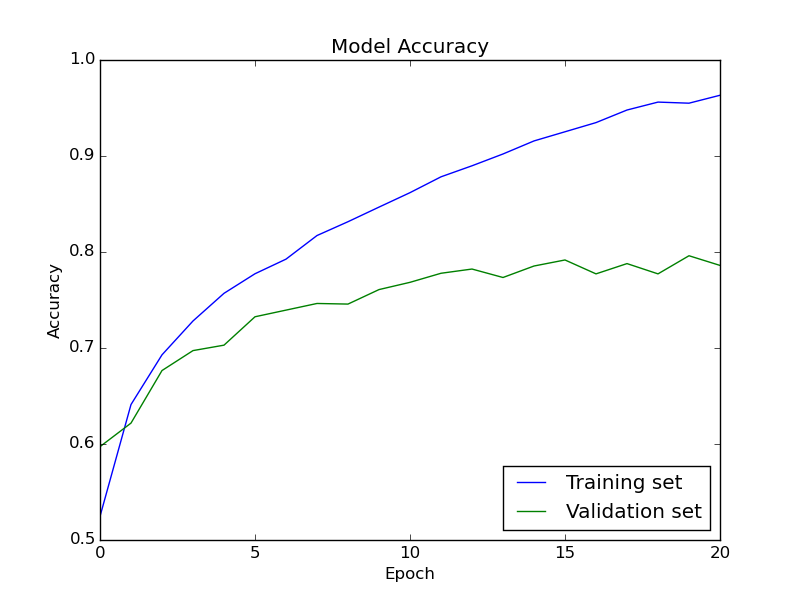 Model Accuracy
1.0
0.9
0.8
0.7
0.6
0.5
Accuracy
Training set
Validation set
0 5 10 15 20
Epoch